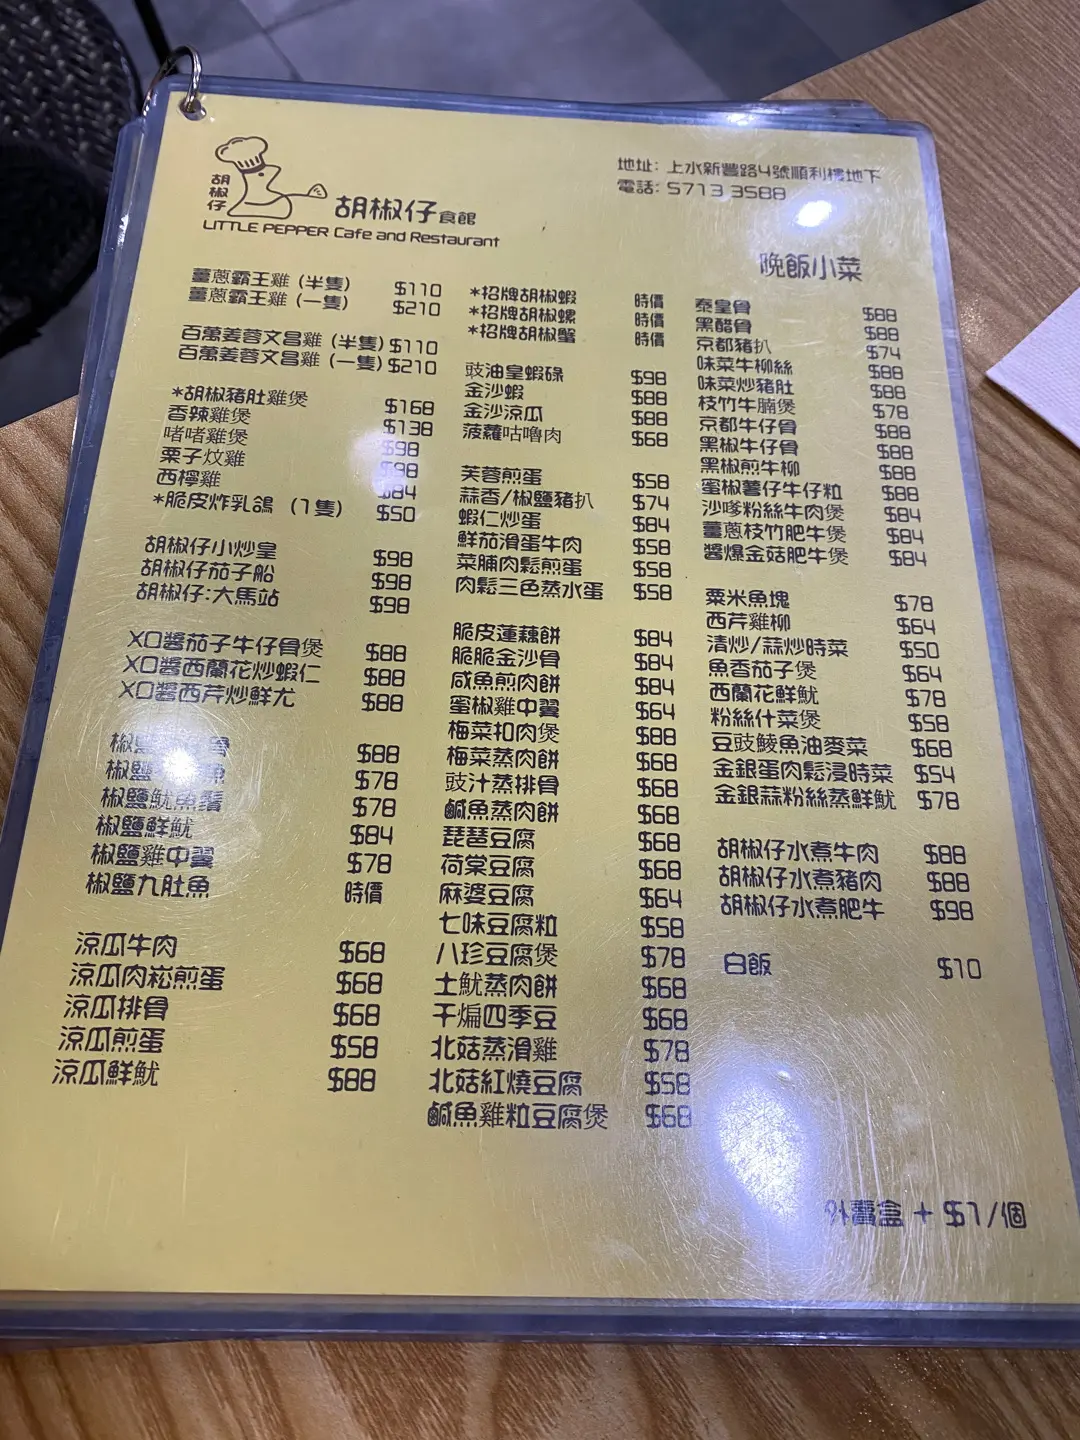 胡椒仔
胡椒仔食館
LITTLE PEPPER Cafe and Restaurant
地址: 上水新豐路4號順利樓地下
電話: 5713 3588
晚飯小菜
薑蔥霸王雞 (半隻) $110
薑蔥霸王雞 (一隻) $210
百萬姜蓉文昌雞 (半隻) $110
百萬姜蓉文昌雞 (一隻) $210
*胡椒豬肚雞煲 $168
香辣雞煲 $138
啫啫雞煲 $98
栗子炆雞 $98
西檸雞 $84
*脆皮炸乳鴿 (1隻) $50
胡椒仔小炒皇 $98
胡椒仔茄子船 $98
胡椒仔:大馬站 $98
XO醬茄子牛仔骨煲 $88
XO醬西蘭花炒蝦仁 $88
XO醬西芹炒鮮尤 $88
椒鹽 骨 $88
椒鹽 魚 $78
椒鹽魷魚鬚 $78
椒鹽鮮魷 $84
椒鹽雞中翼 $78
椒鹽九肚魚 時價
涼瓜牛肉 $68
涼瓜肉崧煎蛋 $68
涼瓜排骨 $68
涼瓜煎蛋 $58
涼瓜鮮魷 $88
*招牌胡椒蝦 時價
*招牌胡椒螺 時價
*招牌胡椒蟹 時價
豉油皇蝦碌 $98
金沙蝦 $88
金沙涼瓜 $88
菠蘿咕嚕肉 $68
芙蓉煎蛋 $58
蒜香/椒鹽豬扒 $74
蝦仁炒蛋 $84
鮮茄滑蛋牛肉 $58
菜脯肉鬆煎蛋 $58
肉鬆三色蒸水蛋 $58
脆皮蓮藕餅 $84
脆脆金沙骨 $84
咸魚煎肉餅 $84
蜜椒雞中翼 $64
梅菜扣肉煲 $88
梅菜蒸肉餅 $68
豉汁蒸排骨 $68
鹹魚蒸肉餅 $68
琵琶豆腐 $68
荷棠豆腐 $68
麻婆豆腐 $64
七味豆腐粒 $58
八珍豆腐煲 $78
土魷蒸肉餅 $68
干煸四季豆 $68
北菇蒸滑雞 $78
北菇紅燒豆腐 $58
鹹魚雞粒豆腐煲 $68
泰皇骨 $88
黑醋骨 $88
京都豬扒 $74
味菜牛柳絲 $88
味菜炒豬肚 $88
枝竹牛腩煲 $78
京都牛仔骨 $88
黑椒牛仔骨 $88
黑椒煎牛柳 $88
蜜椒薯仔牛仔粒 $88
沙嗲粉絲牛肉煲 $84
薑蔥枝竹肥牛煲 $84
醬爆金菇肥牛煲 $84
粟米魚塊 $78
西芹雞柳 $64
清炒/蒜炒時菜 $50
魚香茄子煲 $64
西蘭花鮮魷 $78
粉絲什菜煲 $58
豆豉鯪魚油麥菜 $68
金銀蛋肉鬆浸時菜 $54
金銀蒜粉絲蒸鮮魷 $78
胡椒仔水煮牛肉 $88
胡椒仔水煮豬肉 $88
胡椒仔水煮肥牛 $98
白飯 $10
外賣盒 + $1/個